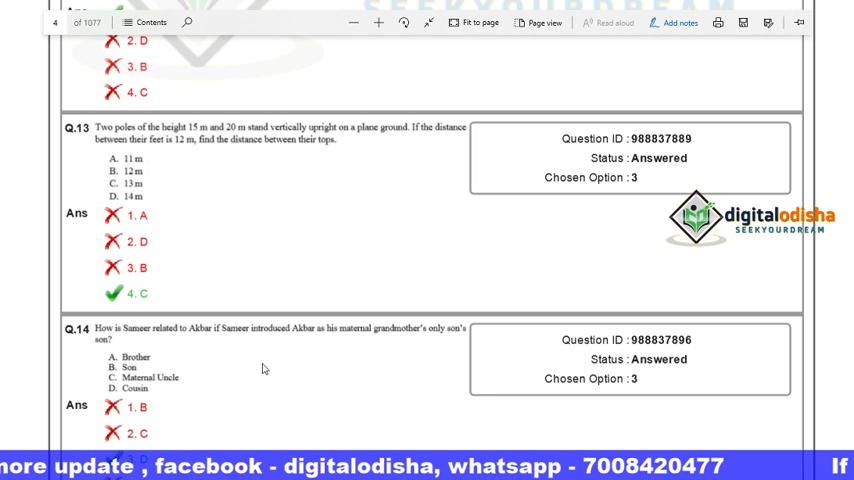 SEEKYOURDREAM
Ans
4
of 1077
Contents
Fit to page
Page view
Read aloud
Add notes
2. D
3. B
4. C
Q.13 Two poles of the height 15 m and 20 m stand vertically upright on a plane ground. If the distance
between their feet is 12 m, find the distance between their tops.
A. 11 m
B. 12 m
C. 13 m
D. 14 m
Question ID : 988837889
Status : Answered
Chosen Option : 3
Ans
1. A
2. D
3. B
4. C
digitalodisha
SEEKYOURDREAM
Q.14 How is Sameer related to Akbar if Sameer introduced Akbar as his maternal grandmother's only son's
son?
A. Brother
B. Son
C. Maternal Uncle
D. Cousin
Question ID : 988837896
Status : Answered
Chosen Option : 3
Ans
1. B
2. C
3. D
more update , facebook - digitalodisha, whatsapp - 7008420477
If